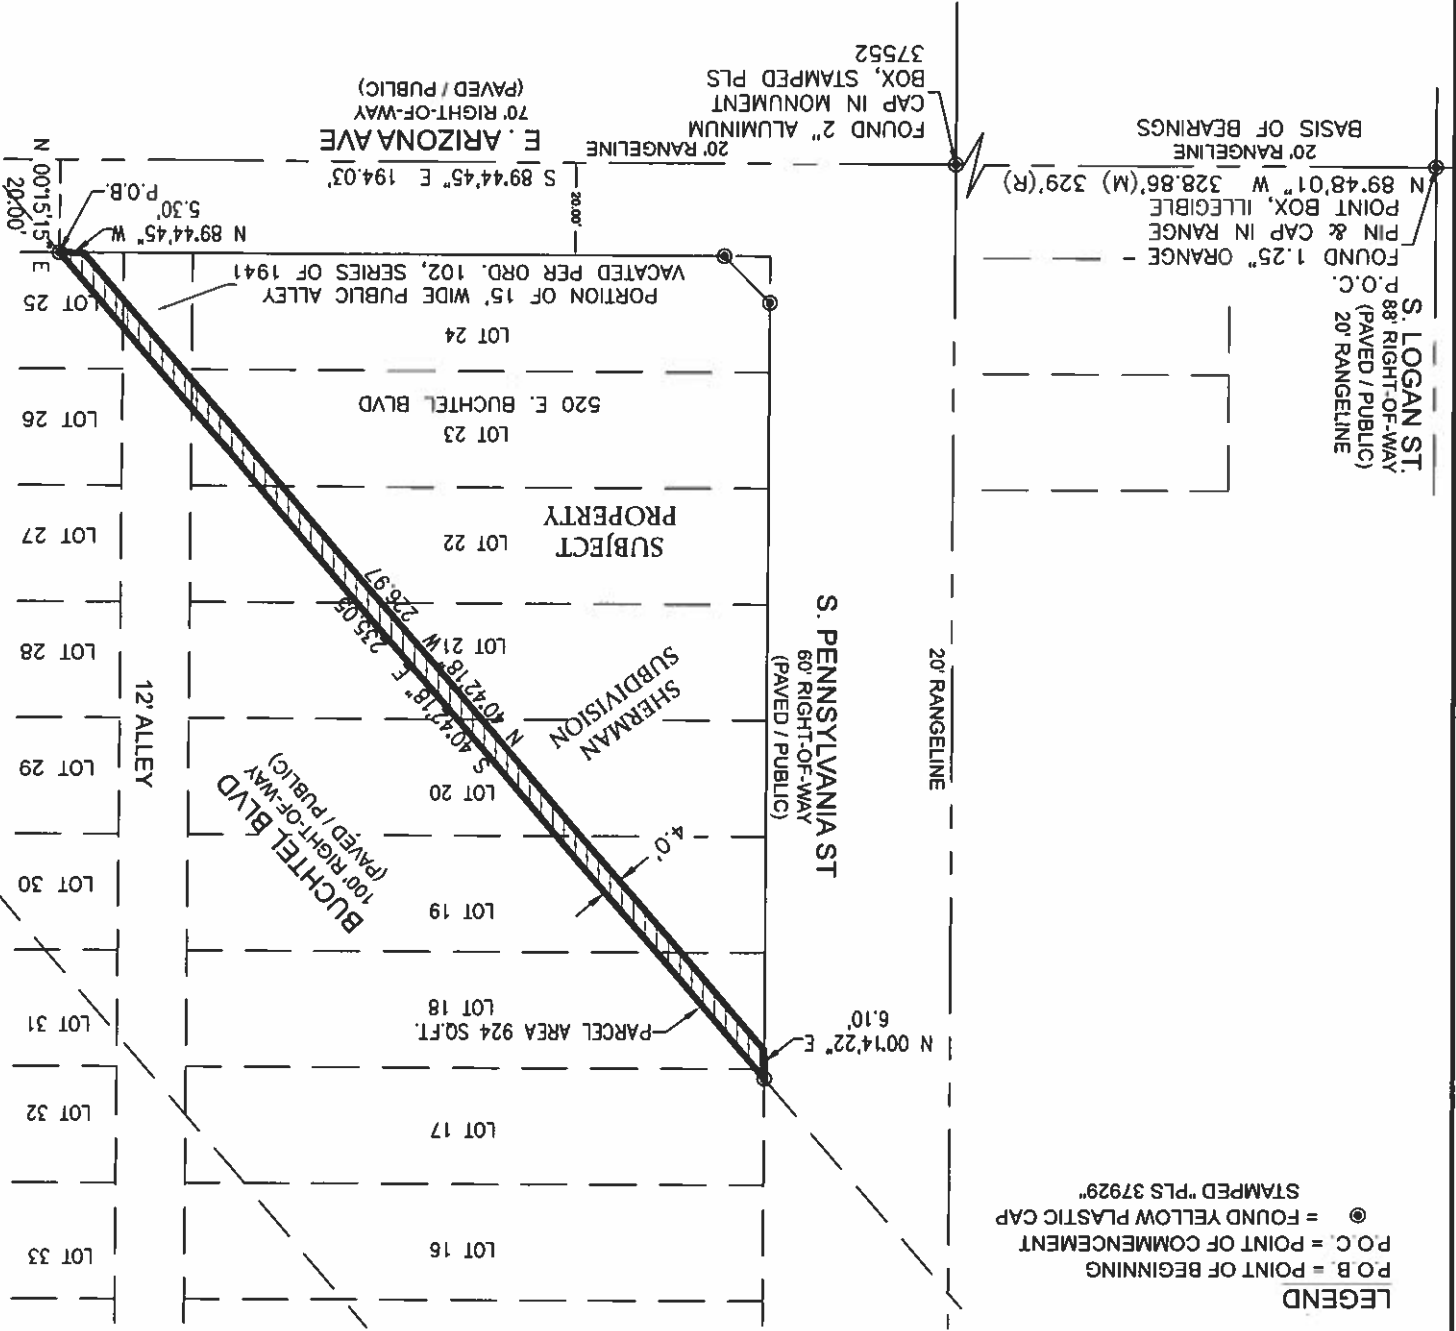 LEGEND
P.O.B. = POINT OF BEGINNING
P.O.C. = POINT OF COMMENCEMENT
= FOUND YELLOW PLASTIC CAP
STAMPED "PLS 37929"
LOT 16
LOT 33
LOT 17
LOT 32
N 00°14'22" E
6.10'
PARCEL AREA 924 SQ.FT.
LOT 18
LOT 31
LOT 19
LOT 30
4.0'
BUCHTEL BLVD
100' RIGHT-OF-WAY
(PAVED / PUBLIC)
LOT 20
LOT 29
12' ALLEY
20' RANGELINE
S. PENNSYLVANIA ST
60' RIGHT-OF-WAY
(PAVED / PUBLIC)
SHERMAN
SUBDIVISION
S 40°42'18" E 235.05
N 40°42'18" W 226.97
LOT 21
LOT 28
SUBJECT
PROPERTY
LOT 22
LOT 27
LOT 23
520 E. BUCHTEL BLVD
LOT 26
LOT 24
LOT 25
PORTION OF 15' WIDE PUBLIC ALLEY
VACATED PER ORD. 102, SERIES OF 1941
S. LOGAN ST.
88' RIGHT-OF-WAY
(PAVED / PUBLIC)
20' RANGELINE
P.O.C.
FOUND 1.25" ORANGE
PIN & CAP IN RANGE
POINT BOX, ILLEGIBLE
N 89°48'01" W 328.86'(M) 329'(R)
20' RANGELINE
BASIS OF BEARINGS
N 89°44'45" W
5.30'
P.O.B.
N 00°15'15" E
20.00'
20.00'
S 89°44'45" E 194.03'
20' RANGELINE
E. ARIZONA AVE
70' RIGHT-OF-WAY
(PAVED / PUBLIC)
FOUND 2" ALUMINUM
CAP IN MONUMENT
BOX, STAMPED PLS
37552